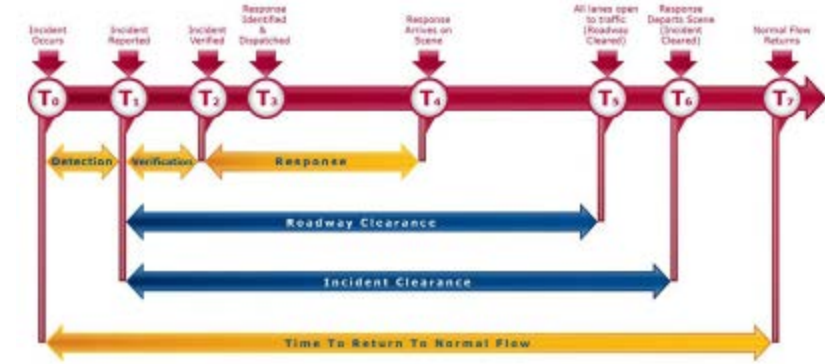 Incident
Occurs
Incident
Reported
Incident
Verified
Response
Identified
&
Dispatched
Response
Arrives on
Scene
All lanes open
to traffic
(Roadway
Cleared)
Response
Departs Scene
(Incident
Cleared)
Normal Flow
Returns
T0
T1
T2
T3
T4
T5
T6
T7
Detection
Verification
Response
Roadway Clearance
Incident Clearance
Time To Return To Normal Flow